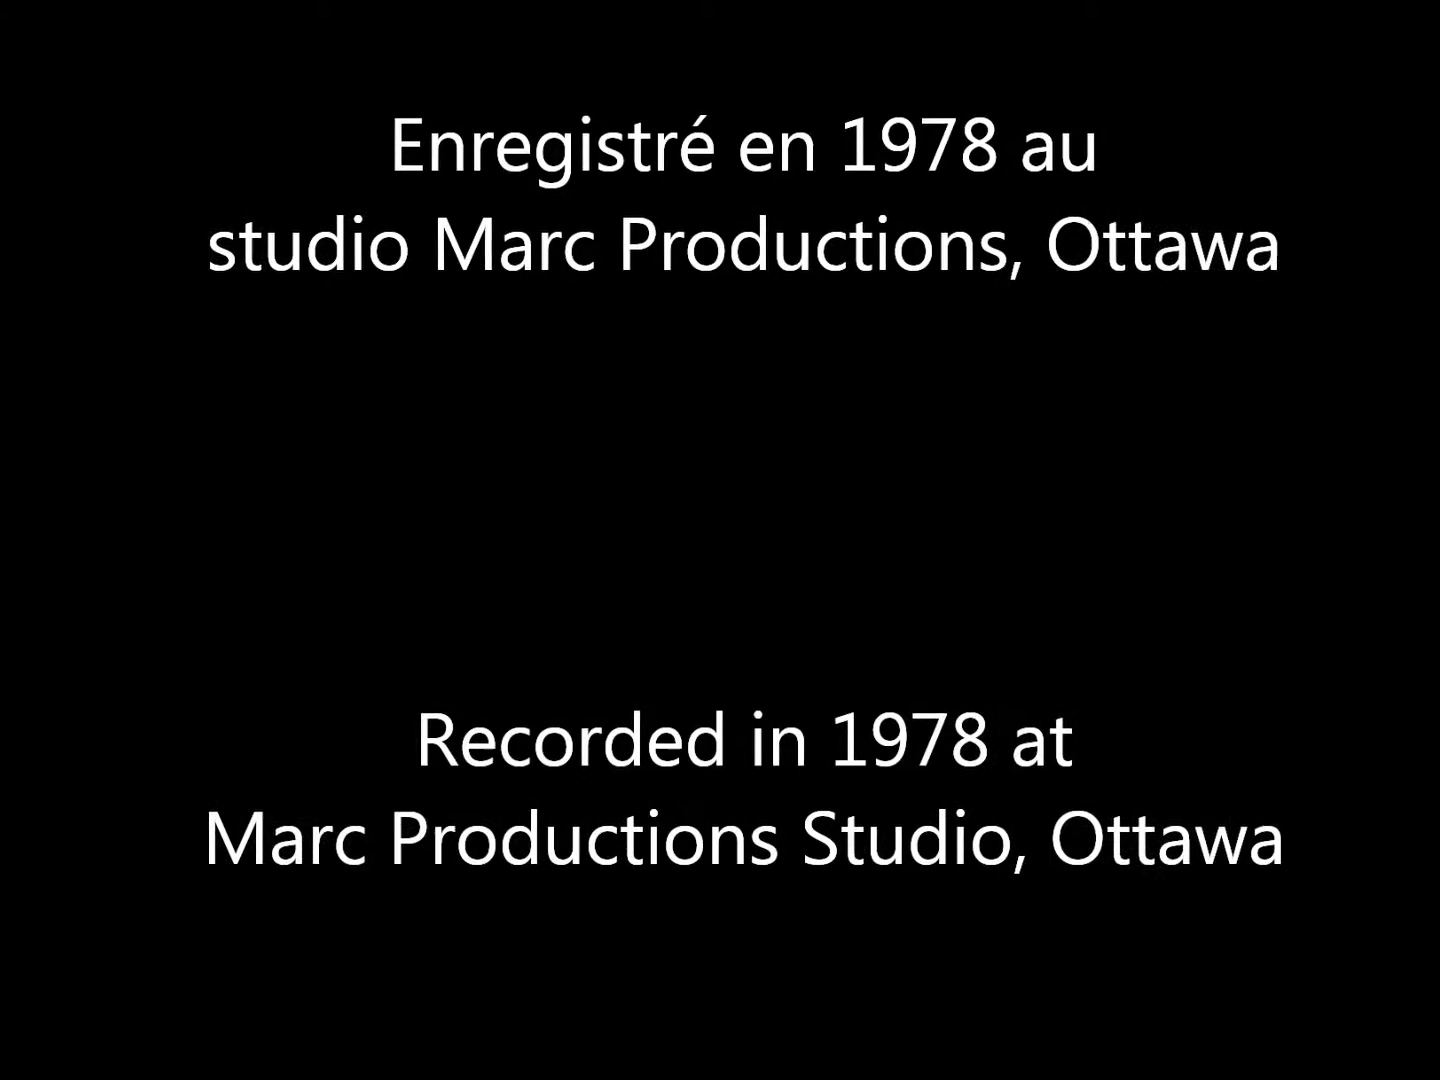 Enregistré en 1978 au
studio Marc Productions, Ottawa
Recorded in 1978 at
Marc Productions Studio, Ottawa